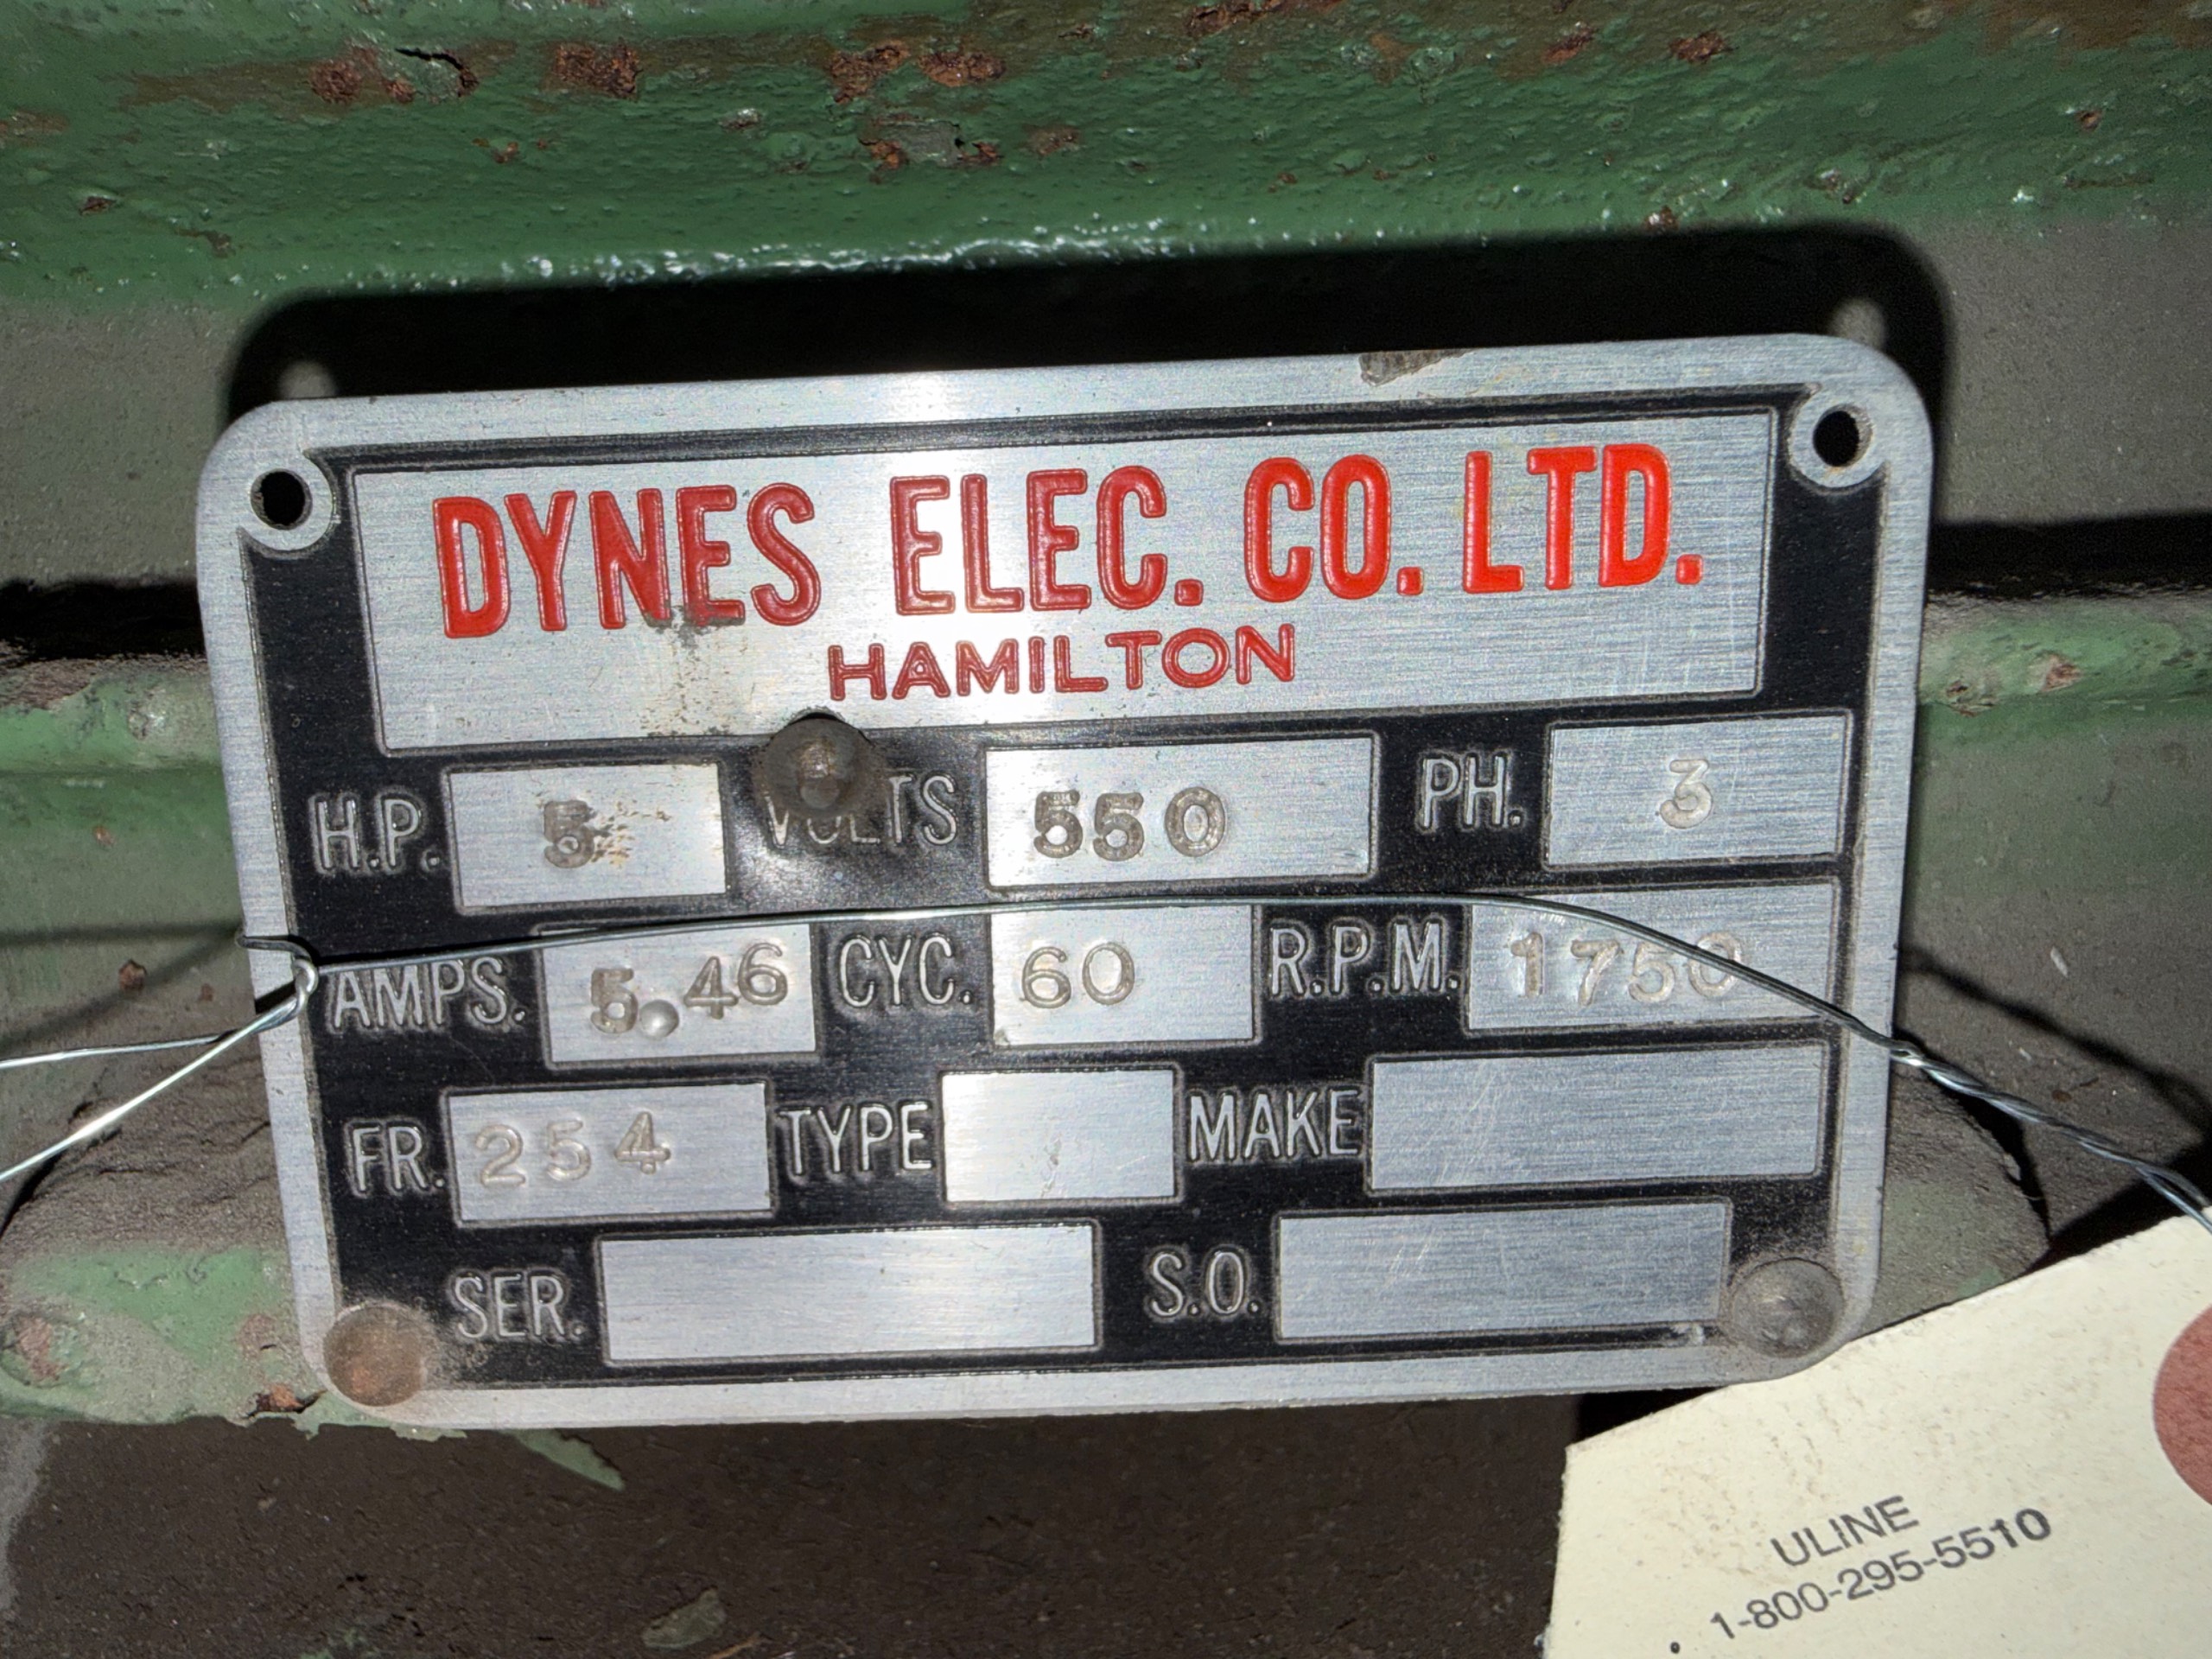 DYNES ELEC. CO. LTD.
HAMILTON
H.P. 5 VOLTS 550 PH. 3
AMPS. 5.46 CYC. 60 R.P.M. 1750
FR. 254 TYPE MAKE
SER. S.O.
ULINE
1-800-295-5510